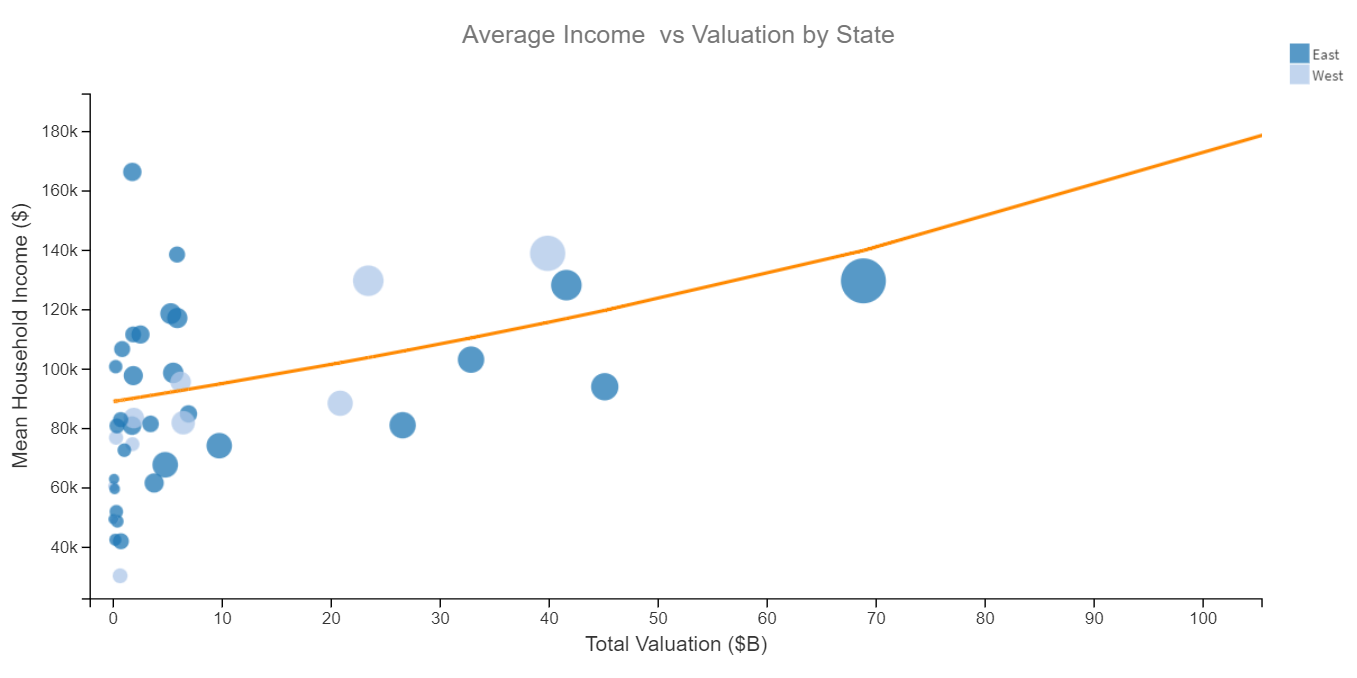 Average Income  vs Valuation by State
East
West
Mean Household Income ($)
180k
160k
140k
120k
100k
80k
60k
40k
0 10 20 30 40 50 60 70 80 90 100
Total Valuation ($B)